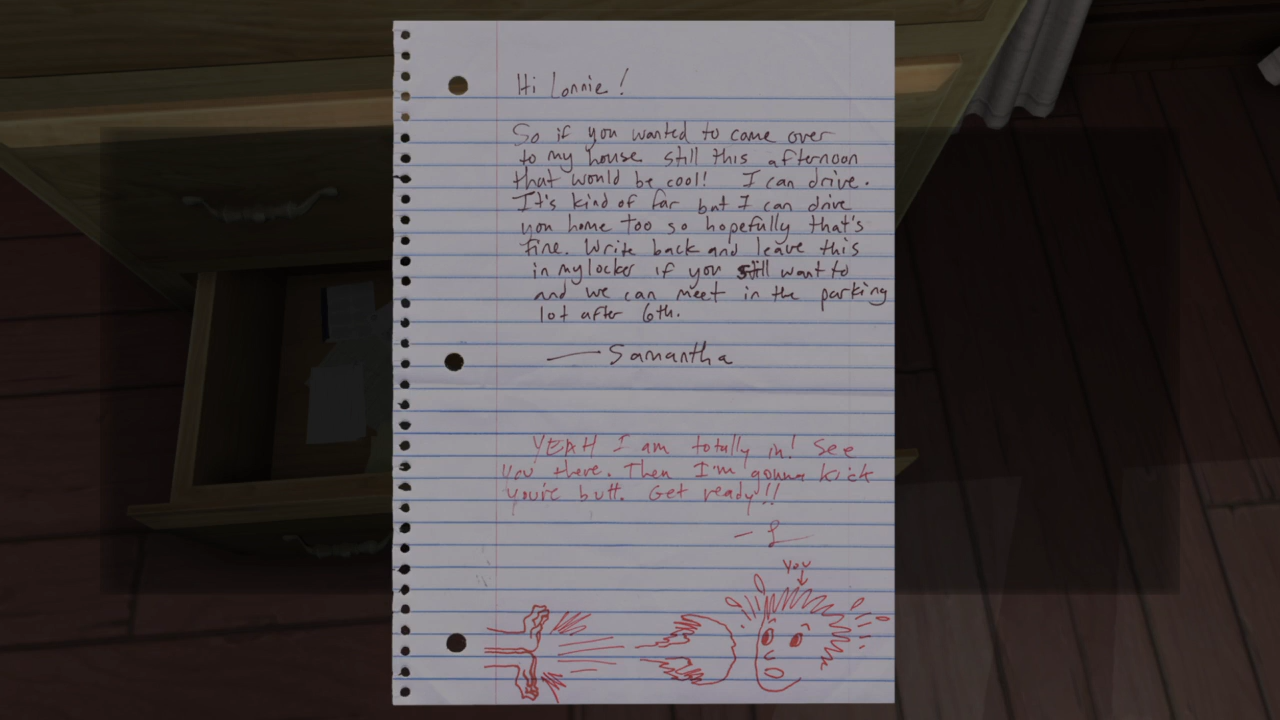 Hi Lonnie!
So if you wanted to come over
to my house still this afternoon
that would be cool! I can drive.
It's kind of far but I can drive
you home too so hopefully that's
fine. Write back and leave this
in my locker if you still want to
and we can meet in the parking
lot after 6th.
— Samantha
YEAH I am totally in! See
you there. Then I'm gonna kick
you're butt. Get ready!!
- L
You